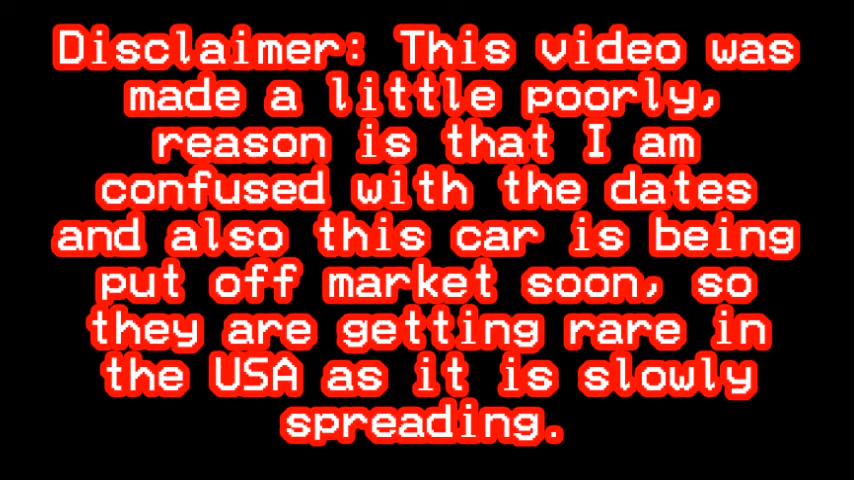 Disclaimer: This video was
made a little poorly,
reason is that I am
confused with the dates
and also this car is being
put off market soon, so
they are getting rare in
the USA as it is slowly
spreading.